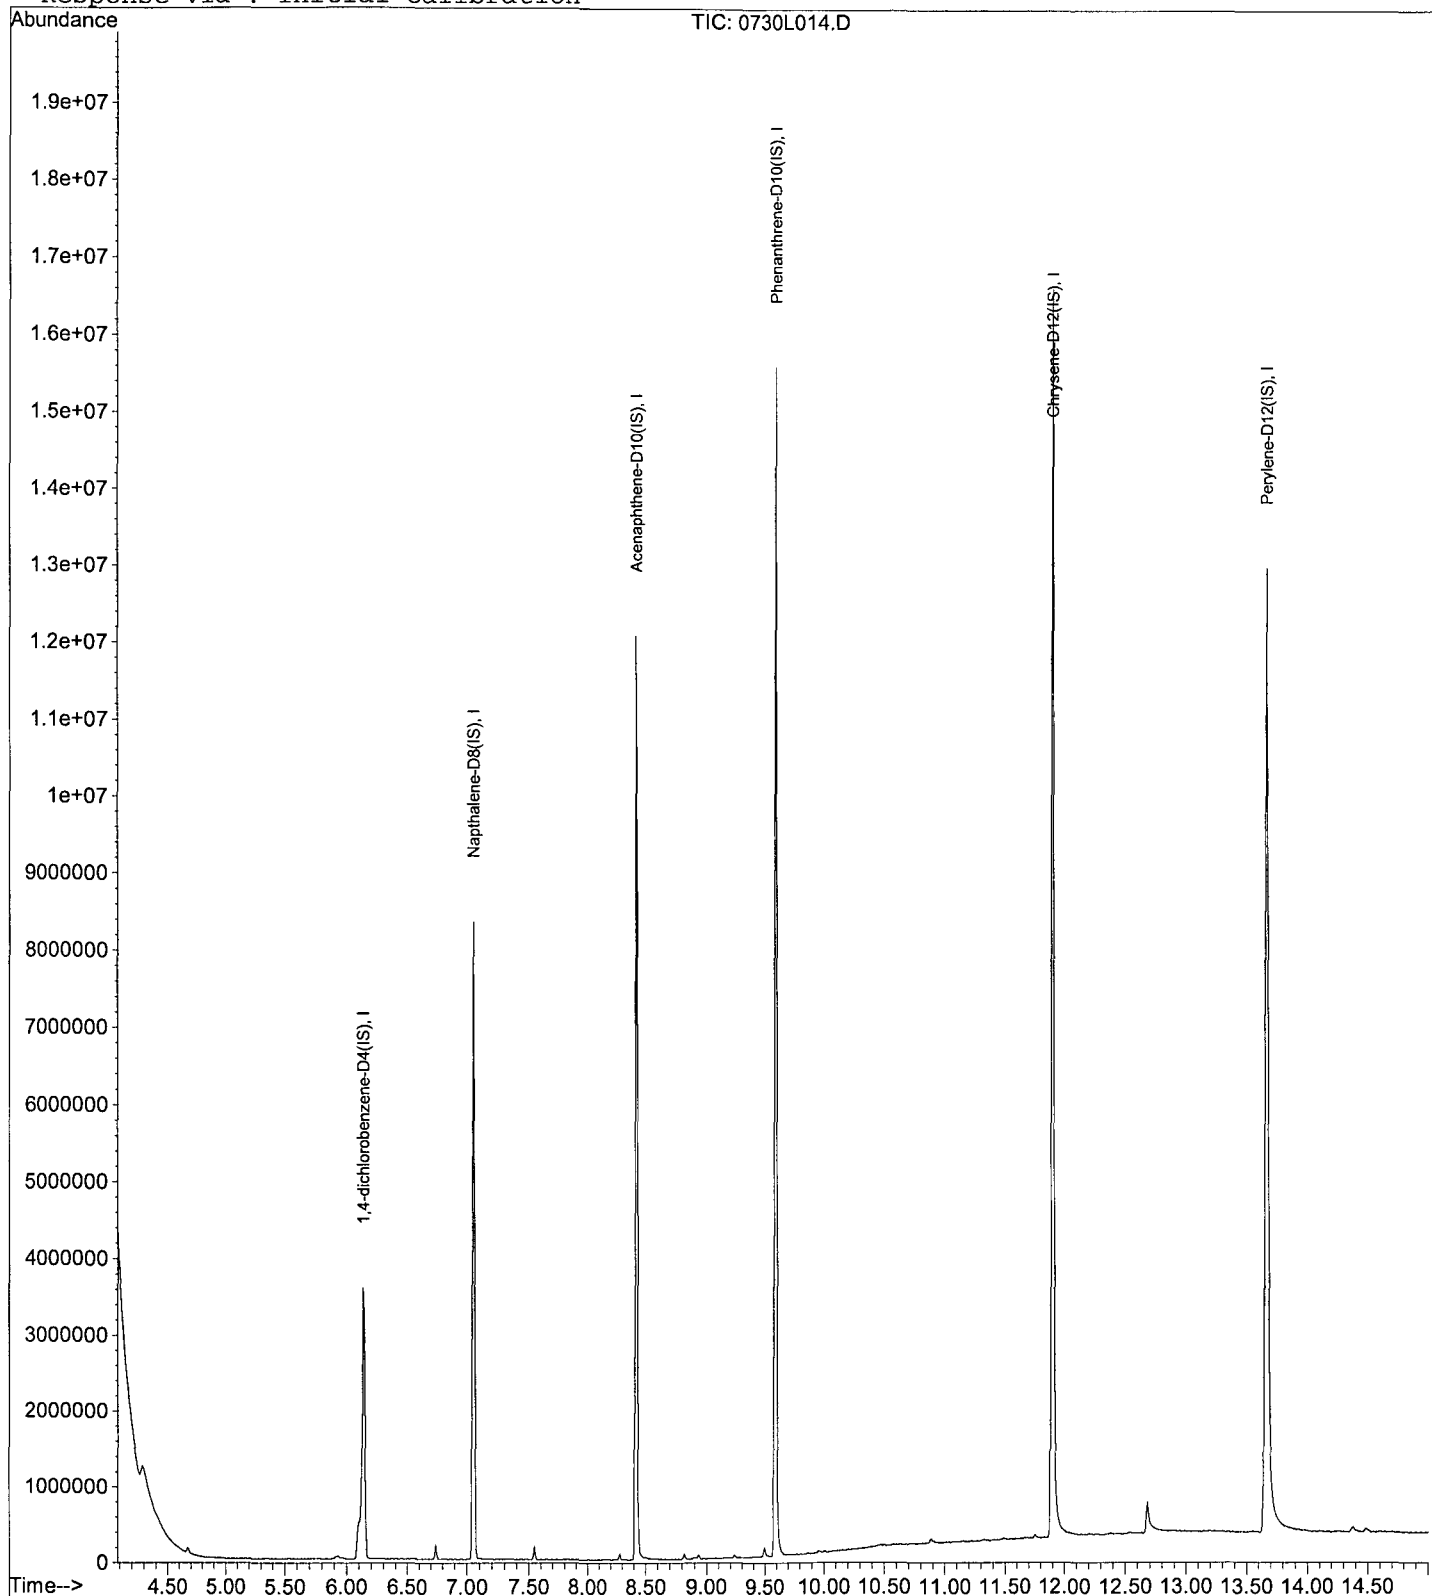 Response via : Initial Calibration
Abundance
TIC: 0730L014.D
1.9e+07
1.8e+07
1.7e+07
1.6e+07
1.5e+07
1.4e+07
1.3e+07
1.2e+07
1.1e+07
1e+07
9000000
8000000
7000000
6000000
5000000
4000000
3000000
2000000
1000000
0
1,4-dichlorobenzene-D4(IS), I
Napthalene-D8(IS), I
Acenaphthene-D10(IS), I
Phenanthrene-D10(IS), I
Chrysene-D12(IS), I
Perylene-D12(IS), I
Time-->
4.50 5.00 5.50 6.00 6.50 7.00 7.50 8.00 8.50 9.00 9.50 10.00 10.50 11.00 11.50 12.00 12.50 13.00 13.50 14.00 14.50